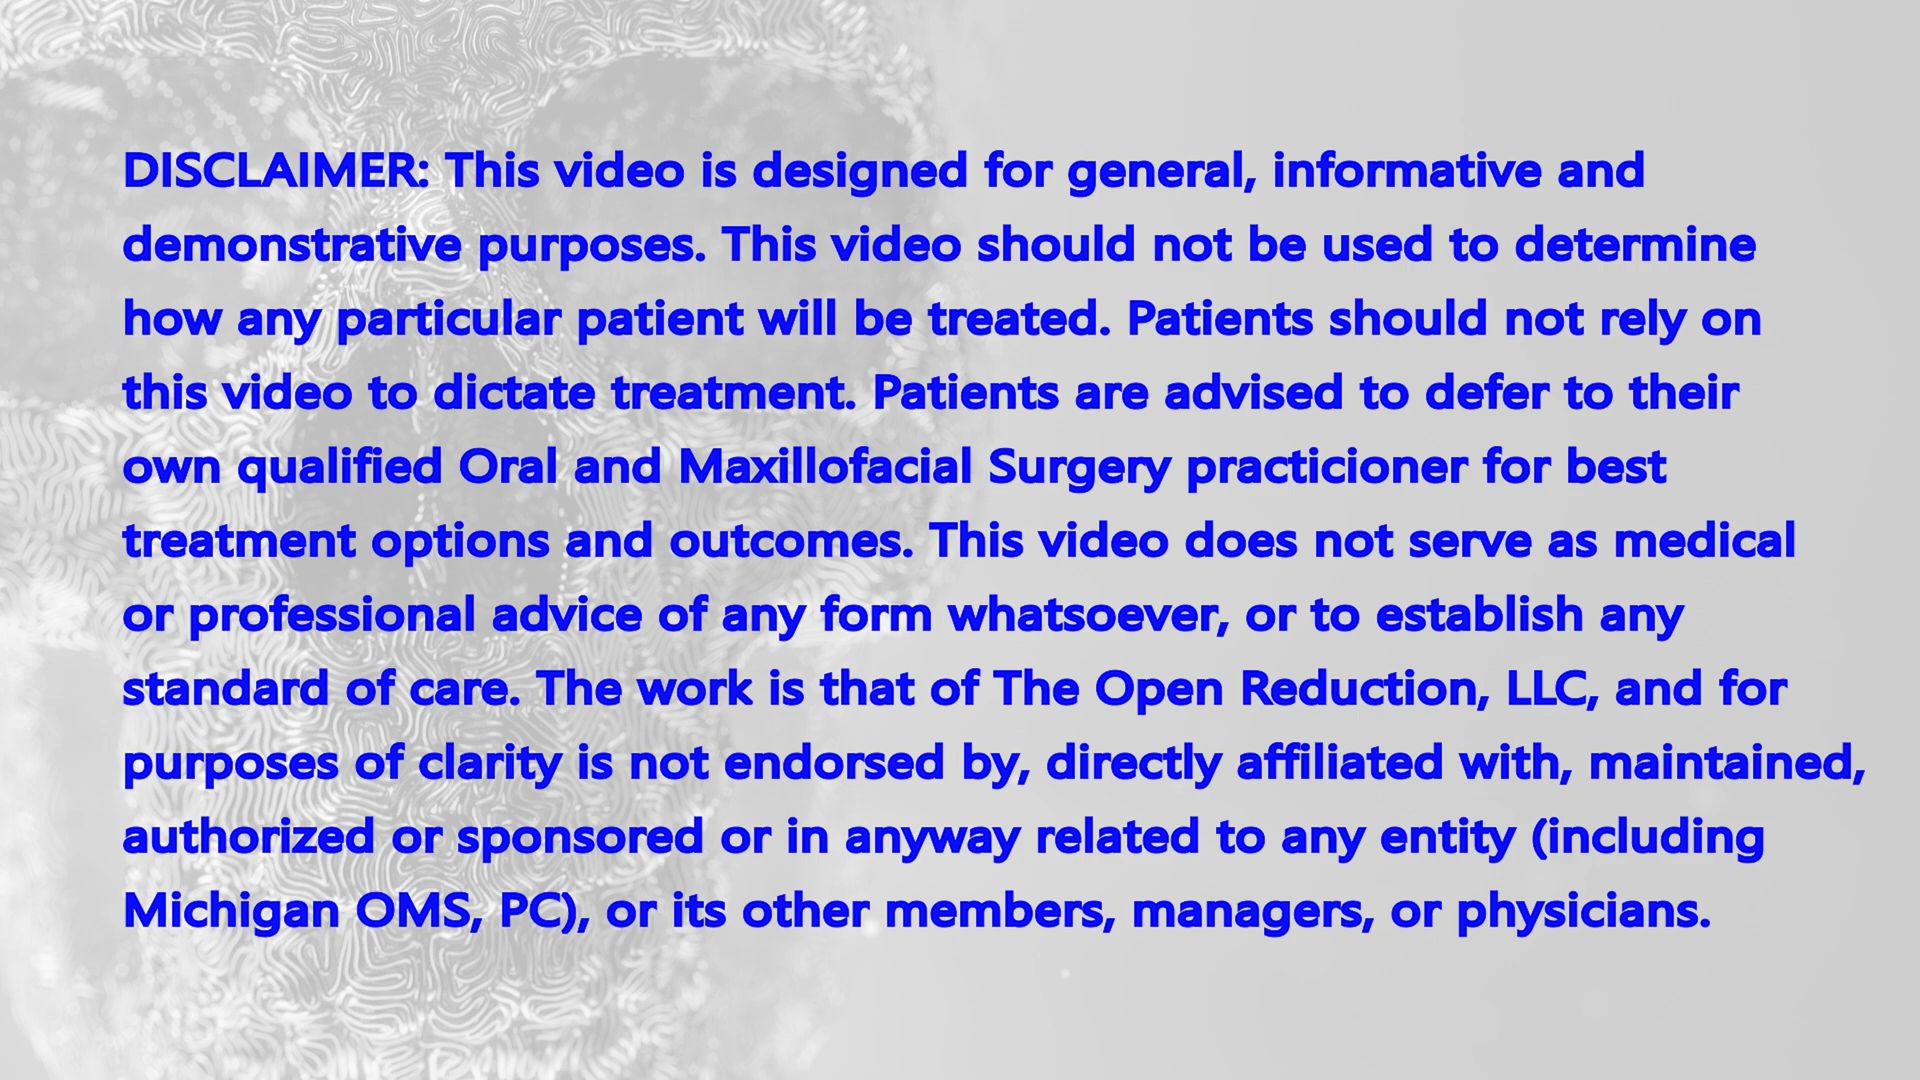 DISCLAIMER: This video is designed for general, informative and
demonstrative purposes. This video should not be used to determine
how any particular patient will be treated. Patients should not rely on
this video to dictate treatment. Patients are advised to defer to their
own qualified Oral and Maxillofacial Surgery practicioner for best
treatment options and outcomes. This video does not serve as medical
or professional advice of any form whatsoever, or to establish any
standard of care. The work is that of The Open Reduction, LLC, and for
purposes of clarity is not endorsed by, directly affiliated with, maintained,
authorized or sponsored or in anyway related to any entity (including
Michigan OMS, PC), or its other members, managers, or physicians.